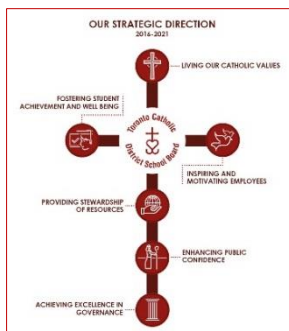 OUR STRATEGIC DIRECTION
2016-2021
LIVING OUR CATHOLIC VALUES
FOSTERING STUDENT
ACHIEVEMENT AND WELL BEING
Toronto Catholic
District School Board
INSPIRING AND
MOTIVATING EMPLOYEES
PROVIDING STEWARDSHIP
OF RESOURCES
ENHANCING PUBLIC
CONFIDENCE
ACHIEVING EXCELLENCE IN
GOVERNANCE